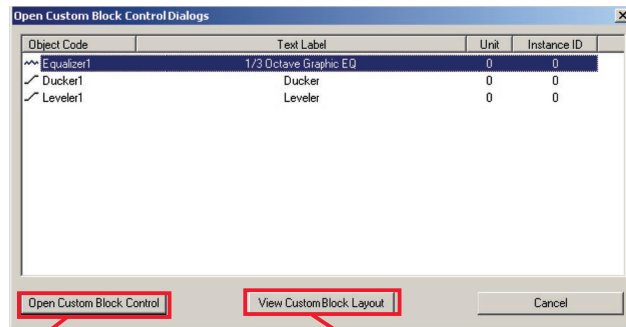 Open Custom Block Control Dialogs
Object Code Text Label Unit Instance ID
Equalizer1 1/3 Octave Graphic EQ 0 0
Ducker1 Ducker 0 0
Leveler1 Leveler 0 0
Open Custom Block Control View Custom Block Layout Cancel